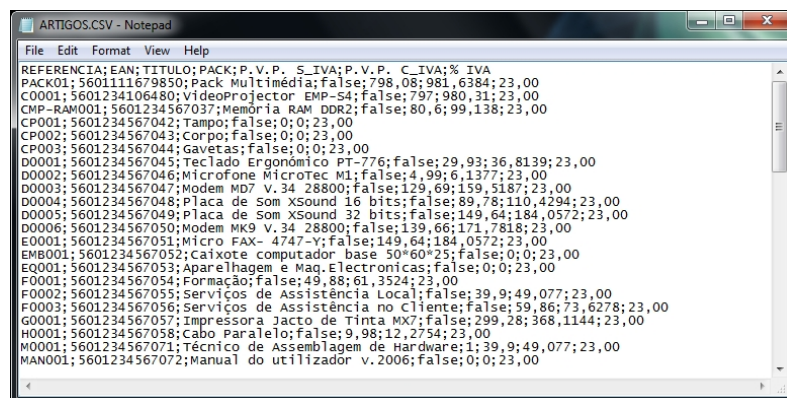 ARTIGOS.CSV - Notepad
File Edit Format View Help
REFERENCIA;EAN;TITULO;PACK;P.V.P. S_IVA;P.V.P. C_IVA;% IVA
PACK01;5601111679850;Pack Multimédia;false;798,08;981,6384;23,00
C0001;5601234106480;VideoProjector EMP-S4;false;797;980,31;23,00
CMP-RAM001;5601234567037;Memória RAM DDR2;false;80,6;99,138;23,00
CP001;5601234567042;Tampo;false;0;0;23,00
CP002;5601234567043;Corpo;false;0;0;23,00
CP003;5601234567044;Gavetas;false;0;0;23,00
D0001;5601234567045;Teclado Ergonómico PT-776;false;29,93;36,8139;23,00
D0002;5601234567046;Microfone MicroTec M1;false;4,99;6,1377;23,00
D0003;5601234567047;Modem MD7 V.34 28800;false;129,69;159,5187;23,00
D0004;5601234567048;Placa de Som XSound 16 bits;false;89,78;110,4294;23,00
D0005;5601234567049;Placa de Som XSound 32 bits;false;149,64;184,0572;23,00
D0006;5601234567050;Modem MK9 V.34 28800;false;139,66;171,7818;23,00
E0001;5601234567051;Micro FAX- 4747-Y;false;149,64;184,0572;23,00
EMB001;5601234567052;Caixote computador base 50*60*25;false;0;0;23,00
EQ001;5601234567053;Aparelhagem e Maq.Electronicas;false;0;0;23,00
F0001;5601234567054;Formação;false;49,88;61,3524;23,00
F0002;5601234567055;Serviços de Assistência Local;false;39,9;49,077;23,00
F0003;5601234567056;Serviços de Assistência no Cliente;false;59,86;73,6278;23,00
G0001;5601234567057;Impressora Jacto de Tinta MX7;false;299,28;368,1144;23,00
H0001;5601234567058;Cabo Paralelo;false;9,98;12,2754;23,00
M0001;5601234567071;Técnico de Assemblagem de Hardware;1;39,9;49,077;23,00
MAN001;5601234567072;Manual do utilizador v.2006;false;0;0;23,00